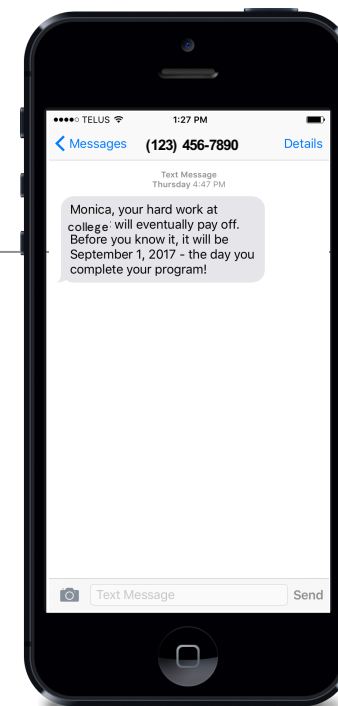 TELUS 1:27 PM
Messages (123) 456-7890 Details
Text Message
Thursday 4:47 PM
Monica, your hard work at
college will eventually pay off.
Before you know it, it will be
September 1, 2017 - the day you
complete your program!
Text Message Send